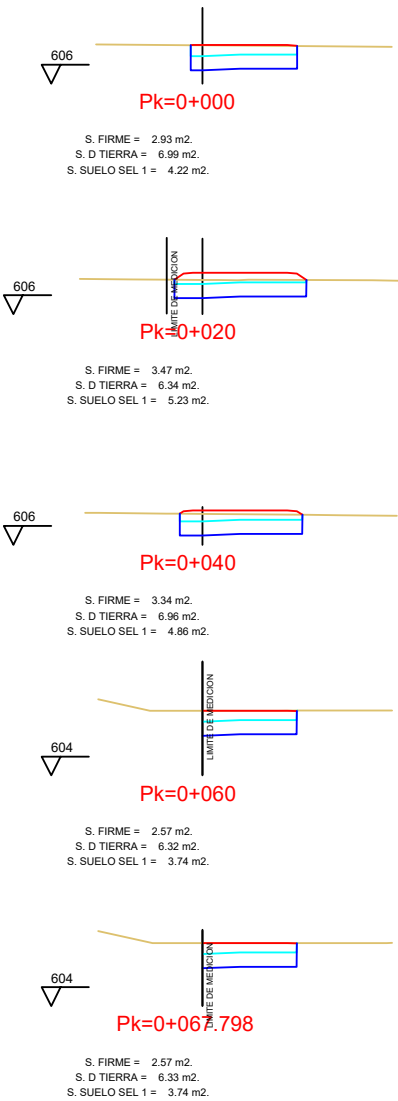 606
Pk=0+000
S. FIRME = 2.93 m2.
S. D TIERRA = 6.99 m2.
S. SUELO SEL 1 = 4.22 m2.
LIMITE DE MEDICION
606
Pk=0+020
S. FIRME = 3.47 m2.
S. D TIERRA = 6.34 m2.
S. SUELO SEL 1 = 5.23 m2.
606
Pk=0+040
S. FIRME = 3.34 m2.
S. D TIERRA = 6.96 m2.
S. SUELO SEL 1 = 4.86 m2.
LIMITE DE MEDICION
604
Pk=0+060
S. FIRME = 2.57 m2.
S. D TIERRA = 6.32 m2.
S. SUELO SEL 1 = 3.74 m2.
LIMITE DE MEDICION
604
Pk=0+067.798
S. FIRME = 2.57 m2.
S. D TIERRA = 6.33 m2.
S. SUELO SEL 1 = 3.74 m2.